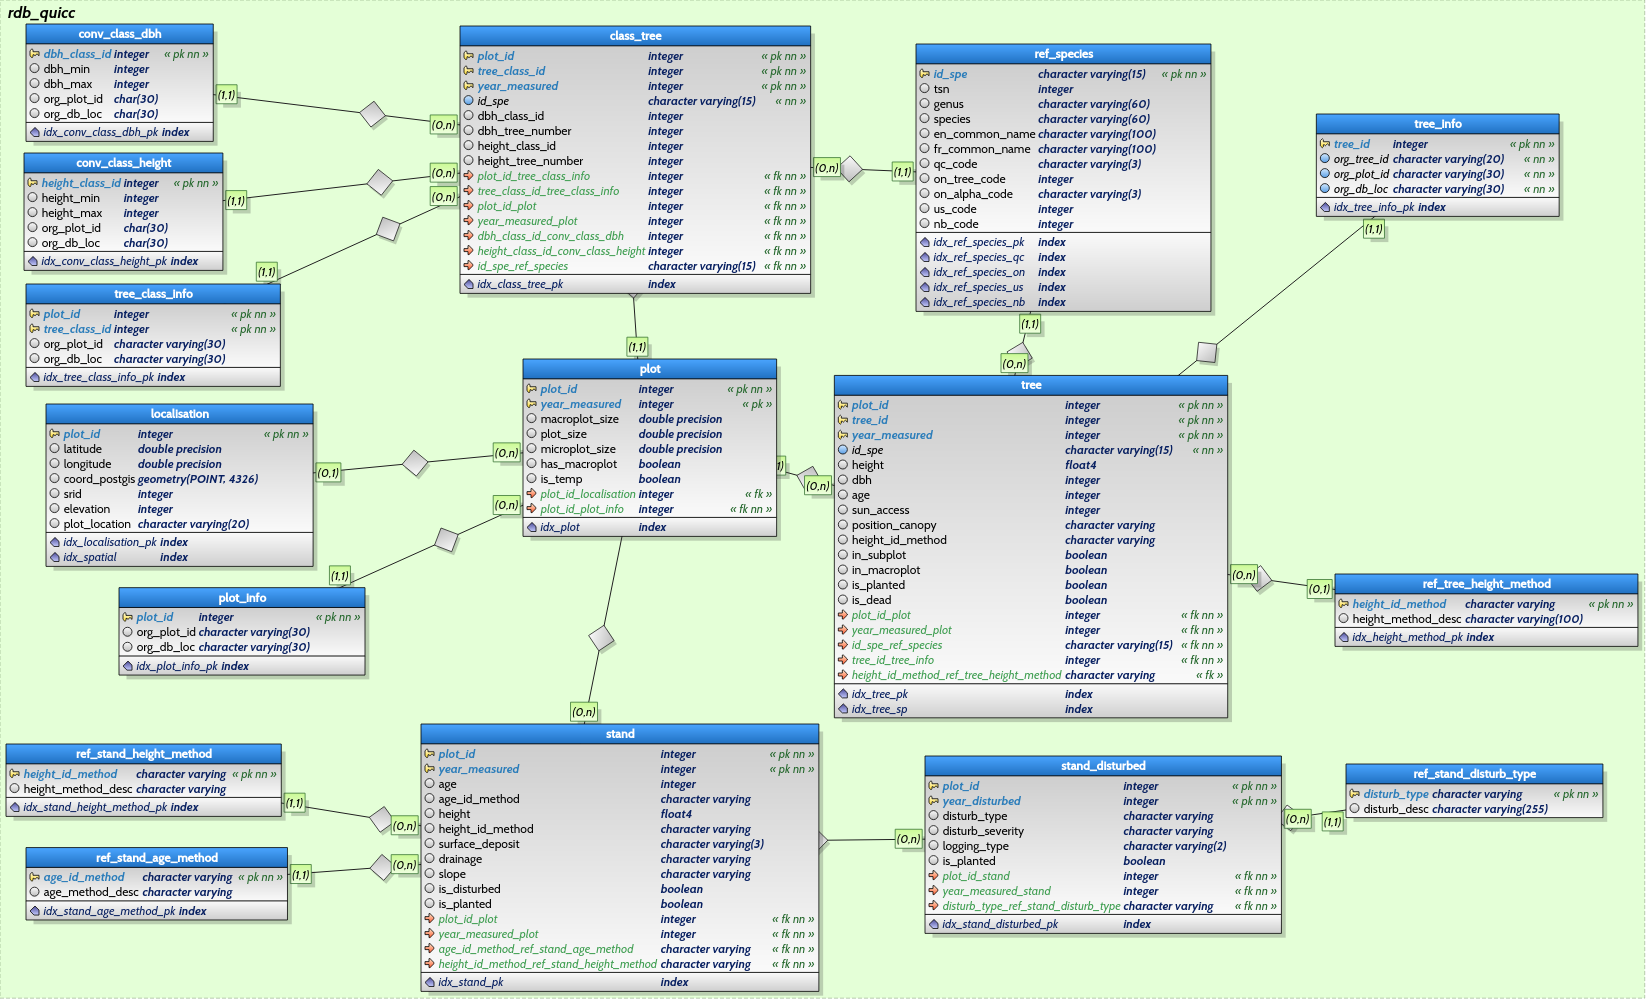 rdb_quicc
conv_class_dbh
dbh_class_id integer « pk nn »
dbh_min integer
dbh_max integer
org_plot_id char(30)
org_db_loc char(30)
idx_conv_class_dbh_pk index
(1,1)
(0,n)
conv_class_height
height_class_id integer « pk nn »
height_min integer
height_max integer
org_plot_id char(30)
org_db_loc char(30)
idx_conv_class_height_pk index
(1,1)
(0,n)
(0,n)
(1,1)
tree_class_info
plot_id integer « pk nn »
tree_class_id integer « pk nn »
org_plot_id character varying(30)
org_db_loc character varying(30)
idx_tree_class_info_pk index
class_tree
plot_id integer « pk nn »
tree_class_id integer « pk nn »
year_measured integer « pk nn »
id_spe character varying(15) « nn »
dbh_class_id integer
dbh_tree_number integer
height_class_id integer
height_tree_number integer
plot_id_tree_class_info integer « fk nn »
tree_class_id_tree_class_info integer « fk nn »
plot_id_plot integer « fk nn »
year_measured_plot integer « fk nn »
dbh_class_id_conv_class_dbh integer « fk nn »
height_class_id_conv_class_height integer « fk nn »
id_spe_ref_species character varying(15) « fk nn »
idx_class_tree_pk index
(0,n)
(1,1)
(1,1)
ref_species
id_spe character varying(15) « pk nn »
tsn integer
genus character varying(60)
species character varying(60)
en_common_name character varying(100)
fr_common_name character varying(100)
qc_code character varying(3)
on_tree_code integer
on_alpha_code character varying(3)
us_code integer
nb_code integer
idx_ref_species_pk index
idx_ref_species_qc index
idx_ref_species_on index
idx_ref_species_us index
idx_ref_species_nb index
(1,1)
(0,n)
tree_info
tree_id integer « pk nn »
org_tree_id character varying(20) « nn »
org_plot_id character varying(30) « nn »
org_db_loc character varying(30) « nn »
idx_tree_info_pk index
(1,1)
localisation
plot_id integer « pk nn »
latitude double precision
longitude double precision
coord_postgis geometry(POINT, 4326)
srid integer
elevation integer
plot_location character varying(20)
idx_localisation_pk index
idx_spatial index
(0,1)
(0,n)
(0,n)
(1,1)
plot
plot_id integer « pk nn »
year_measured integer « pk »
macroplot_size double precision
plot_size double precision
microplot_size double precision
has_macroplot boolean
is_temp boolean
plot_id_localisation integer « fk »
plot_id_plot_info integer « fk nn »
idx_plot index
1)
(0,n)
plot_info
plot_id integer « pk nn »
org_plot_id character varying(30)
org_db_loc character varying(30)
idx_plot_info_pk index
tree
plot_id integer « pk nn »
tree_id integer « pk nn »
year_measured integer « pk nn »
id_spe character varying(15) « nn »
height float4
dbh integer
age integer
sun_access integer
position_canopy character varying
height_id_method character varying
in_subplot boolean
in_macroplot boolean
is_planted boolean
is_dead boolean
plot_id_plot integer « fk nn »
year_measured_plot integer « fk nn »
id_spe_ref_species character varying(15) « fk nn »
tree_id_tree_info integer « fk nn »
height_id_method_ref_tree_height_method character varying « fk »
idx_tree_pk index
idx_tree_sp index
(0,n)
(0,1)
ref_tree_height_method
height_id_method character varying « pk nn »
height_method_desc character varying(100)
idx_height_method_pk index
(0,n)
ref_stand_height_method
height_id_method character varying « pk nn »
height_method_desc character varying
idx_stand_height_method_pk index
(1,1)
(0,n)
ref_stand_age_method
age_id_method character varying « pk nn »
age_method_desc character varying
idx_stand_age_method_pk index
(1,1)
(0,n)
stand
plot_id integer « pk nn »
year_measured integer « pk nn »
age integer
age_id_method character varying
height float4
height_id_method character varying
surface_deposit character varying(3)
drainage character varying
slope character varying
is_disturbed boolean
is_planted boolean
plot_id_plot integer « fk nn »
year_measured_plot integer « fk nn »
age_id_method_ref_stand_age_method character varying « fk nn »
height_id_method_ref_stand_height_method character varying « fk nn »
idx_stand_pk index
(0,n)
stand_disturbed
plot_id integer « pk nn »
year_disturbed integer « pk nn »
disturb_type character varying
disturb_severity character varying
logging_type character varying(2)
is_planted boolean
plot_id_stand integer « fk nn »
year_measured_stand integer « fk nn »
disturb_type_ref_stand_disturb_type character varying « fk nn »
idx_stand_disturbed_pk index
(0,n)
(1,1)
ref_stand_disturb_type
disturb_type character varying « pk nn »
disturb_desc character varying(255)